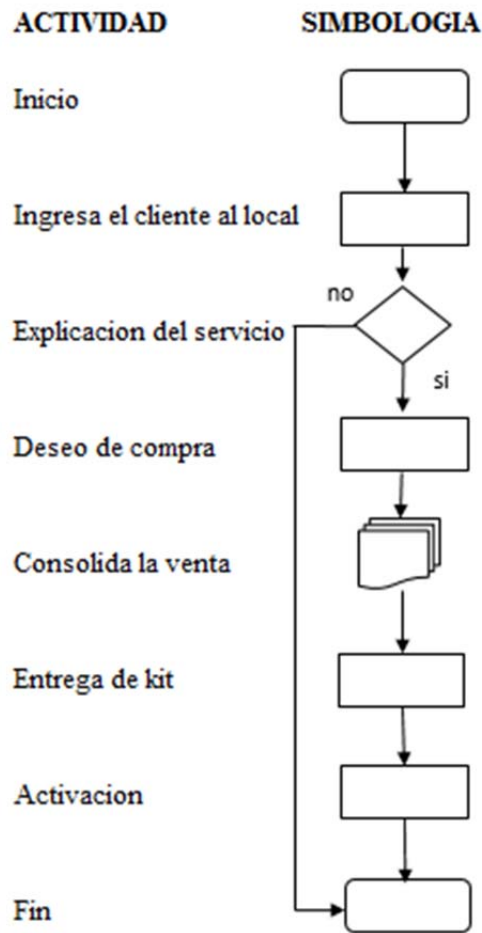 ACTIVIDAD SIMBOLOGIA
Inicio
Ingresa el cliente al local
no
Explicacion del servicio
si
Deseo de compra
Consolida la venta
Entrega de kit
Activacion
Fin